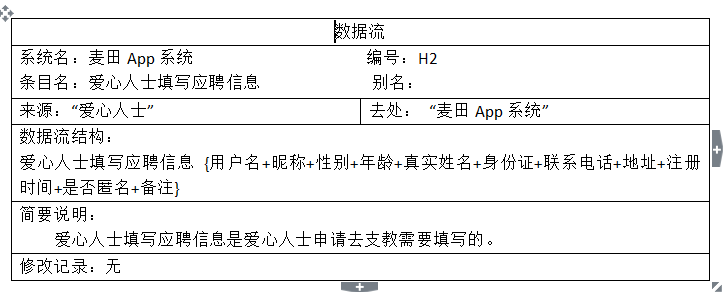 数据流
系统名：麦田 App 系统 编号：H2
条目名：爱心人士填写应聘信息 别名：
来源：“爱心人士” 去处： “麦田 App 系统”
数据流结构：
爱心人士填写应聘信息 {用户名+昵称+性别+年龄+真实姓名+身份证+联系电话+地址+注册
时间+是否匿名+备注}
简要说明：
爱心人士填写应聘信息是爱心人士申请去支教需要填写的。
修改记录：无